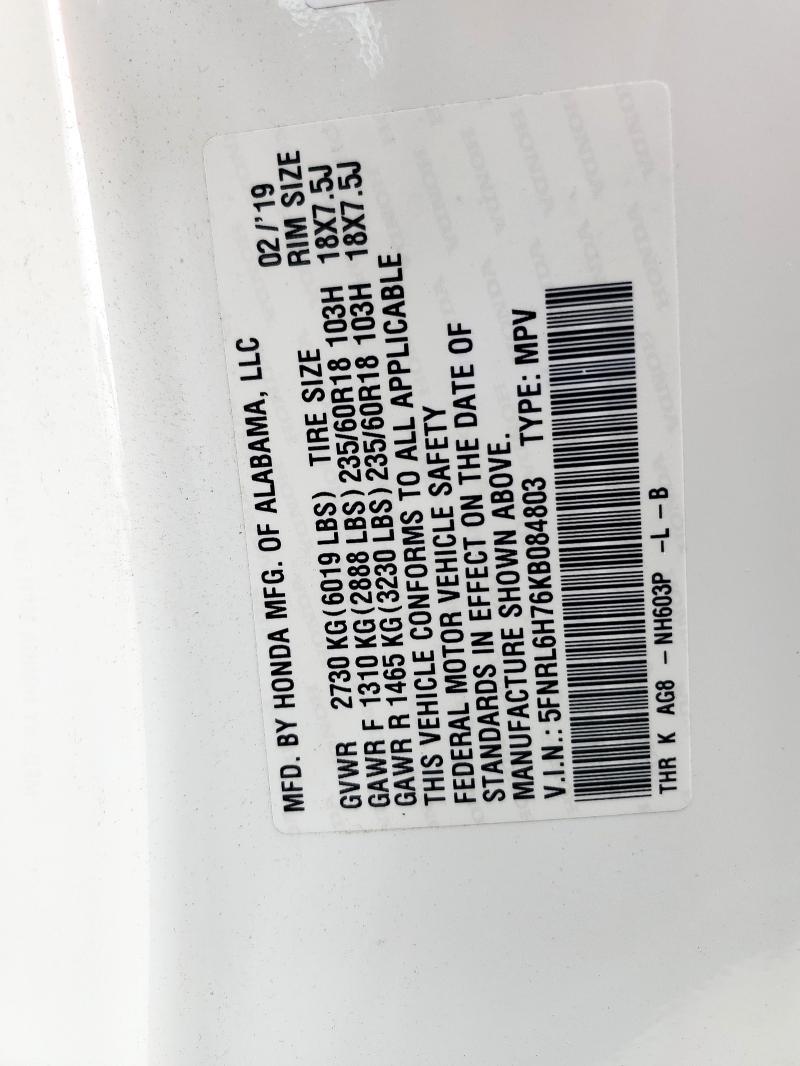 MFD. BY HONDA MFG. OF ALABAMA, LLC 02/'19
GVWR 2730 KG(6019 LBS) TIRE SIZE RIM SIZE
GAWR F 1310 KG(2888 LBS) 235/60R18 103H 18X7.5J
GAWR R 1465 KG(3230 LBS) 235/60R18 103H 18X7.5J
THIS VEHICLE CONFORMS TO ALL APPLICABLE
FEDERAL MOTOR VEHICLE SAFETY
STANDARDS IN EFFECT ON THE DATE OF
MANUFACTURE SHOWN ABOVE.
V.I.N.: 5FNRL6H76KB084803 TYPE: MPV
THR K AG8 - NH603P -L-B